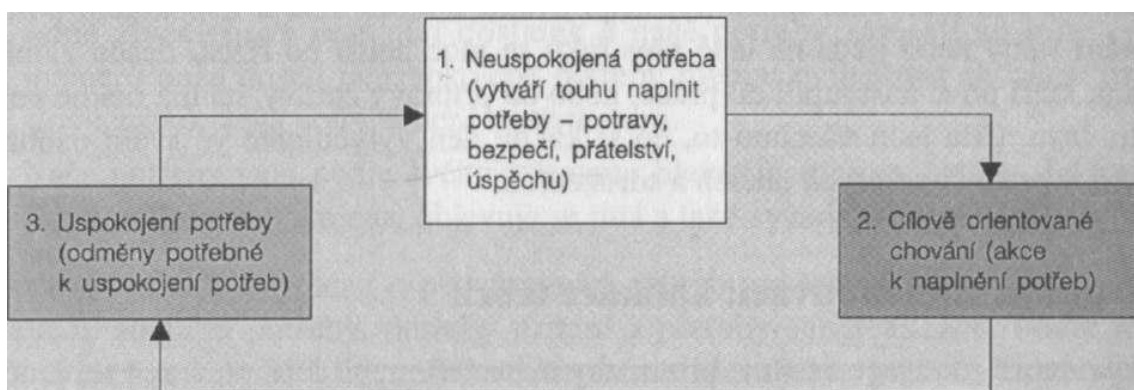 1. Neuspokojená potřeba
(vytváří touhu naplnit
potřeby – potravy,
bezpečí, přátelství,
úspěchu)
3. Uspokojení potřeby
(odměny potřebné
k uspokojení potřeb)
2. Cílově orientované
chování (akce
k naplnění potřeb)